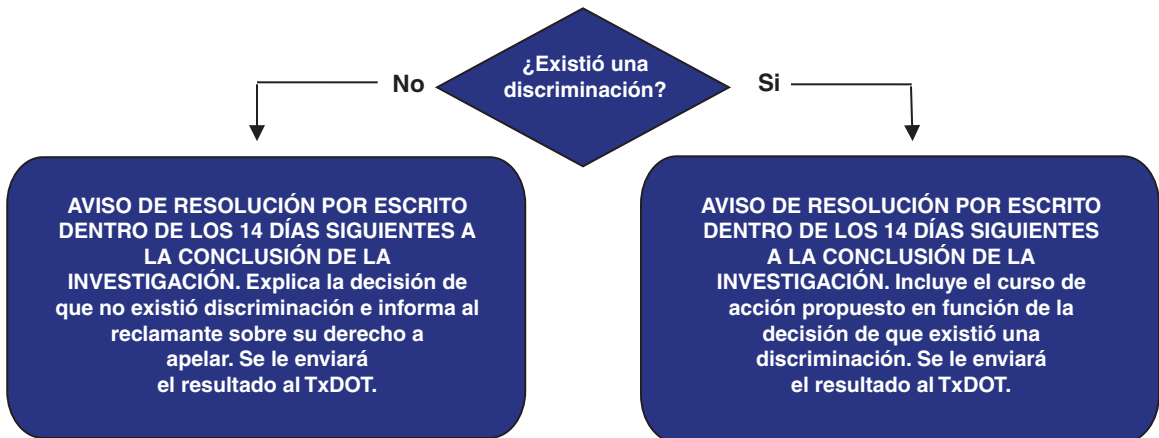 ¿Existió una
discriminación?
No
Si
AVISO DE RESOLUCIÓN POR ESCRITO
DENTRO DE LOS 14 DÍAS SIGUIENTES A
LA CONCLUSIÓN DE LA
INVESTIGACIÓN. Explica la decisión de
que no existió discriminación e informa al
reclamante sobre su derecho a
apelar. Se le enviará
el resultado al TxDOT.
AVISO DE RESOLUCIÓN POR ESCRITO
DENTRO DE LOS 14 DÍAS SIGUIENTES
A LA CONCLUSIÓN DE LA
INVESTIGACIÓN. Incluye el curso de
acción propuesto en función de la
decisión de que existió una
discriminación. Se le enviará
el resultado al TxDOT.